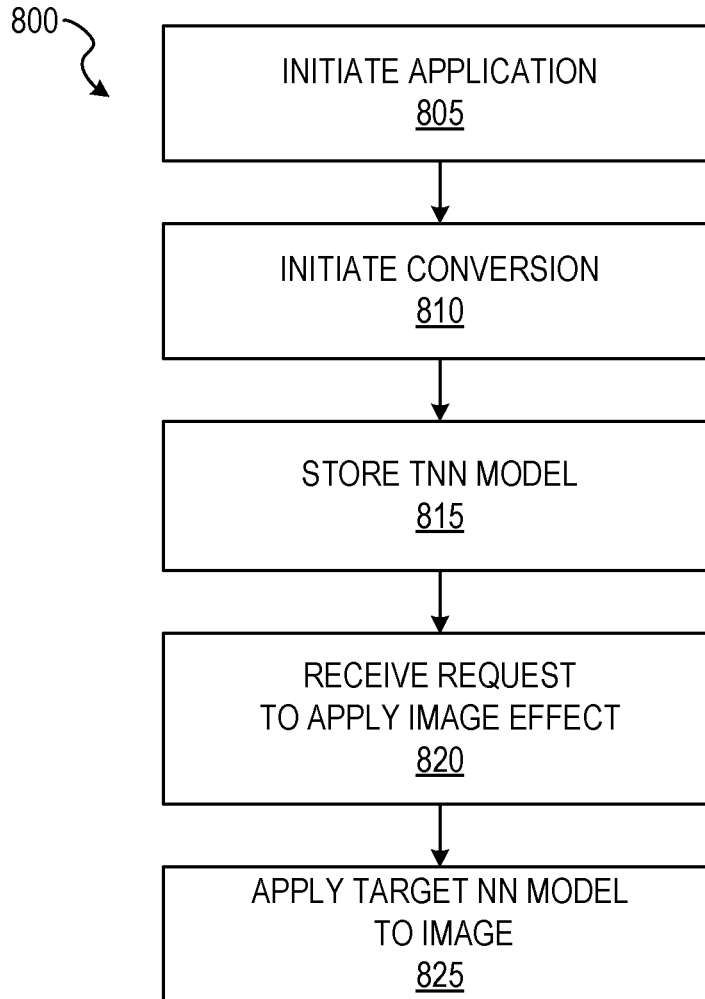 800
INITIATE APPLICATION
805
INITIATE CONVERSION
810
STORE TNN MODEL
815
RECEIVE REQUEST
TO APPLY IMAGE EFFECT
820
APPLY TARGET NN MODEL
TO IMAGE
825